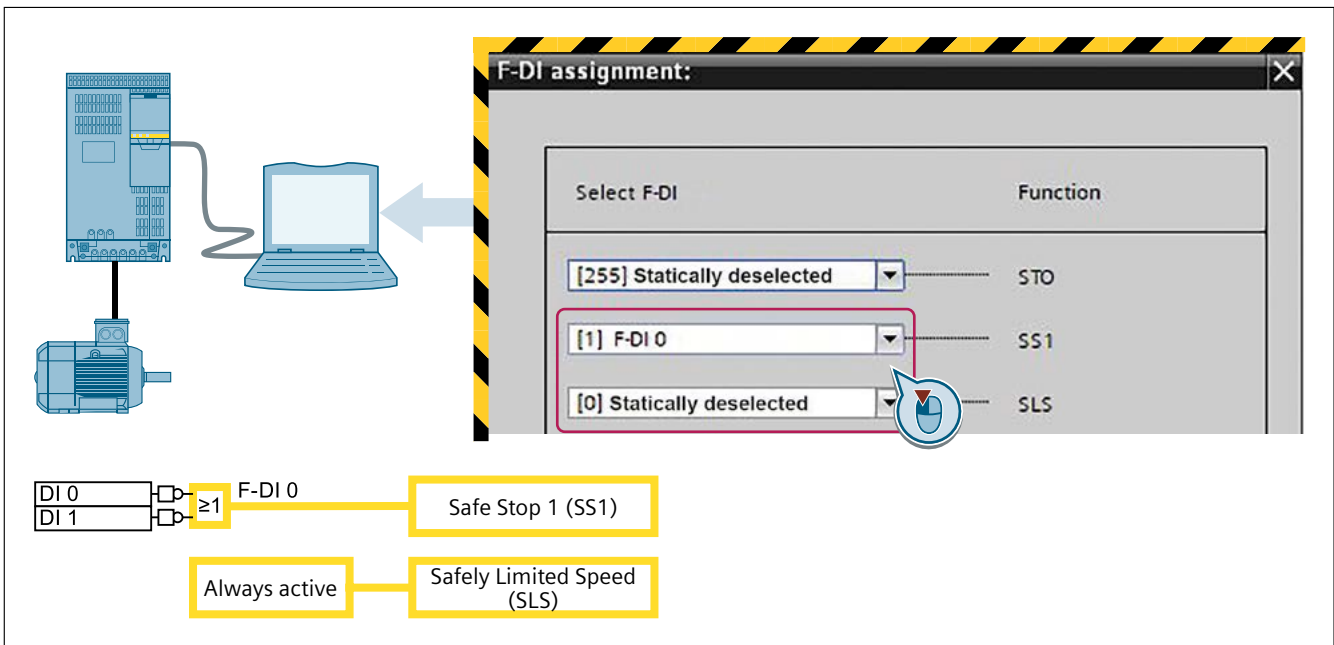 F-DI assignment:
Select F-DI Function
[255] Statically deselected STO
[1] F-DI 0 SS1
[0] Statically deselected SLS
DI 0
DI 1
≥1
F-DI 0
Safe Stop 1 (SS1)
Always active
Safely Limited Speed
(SLS)